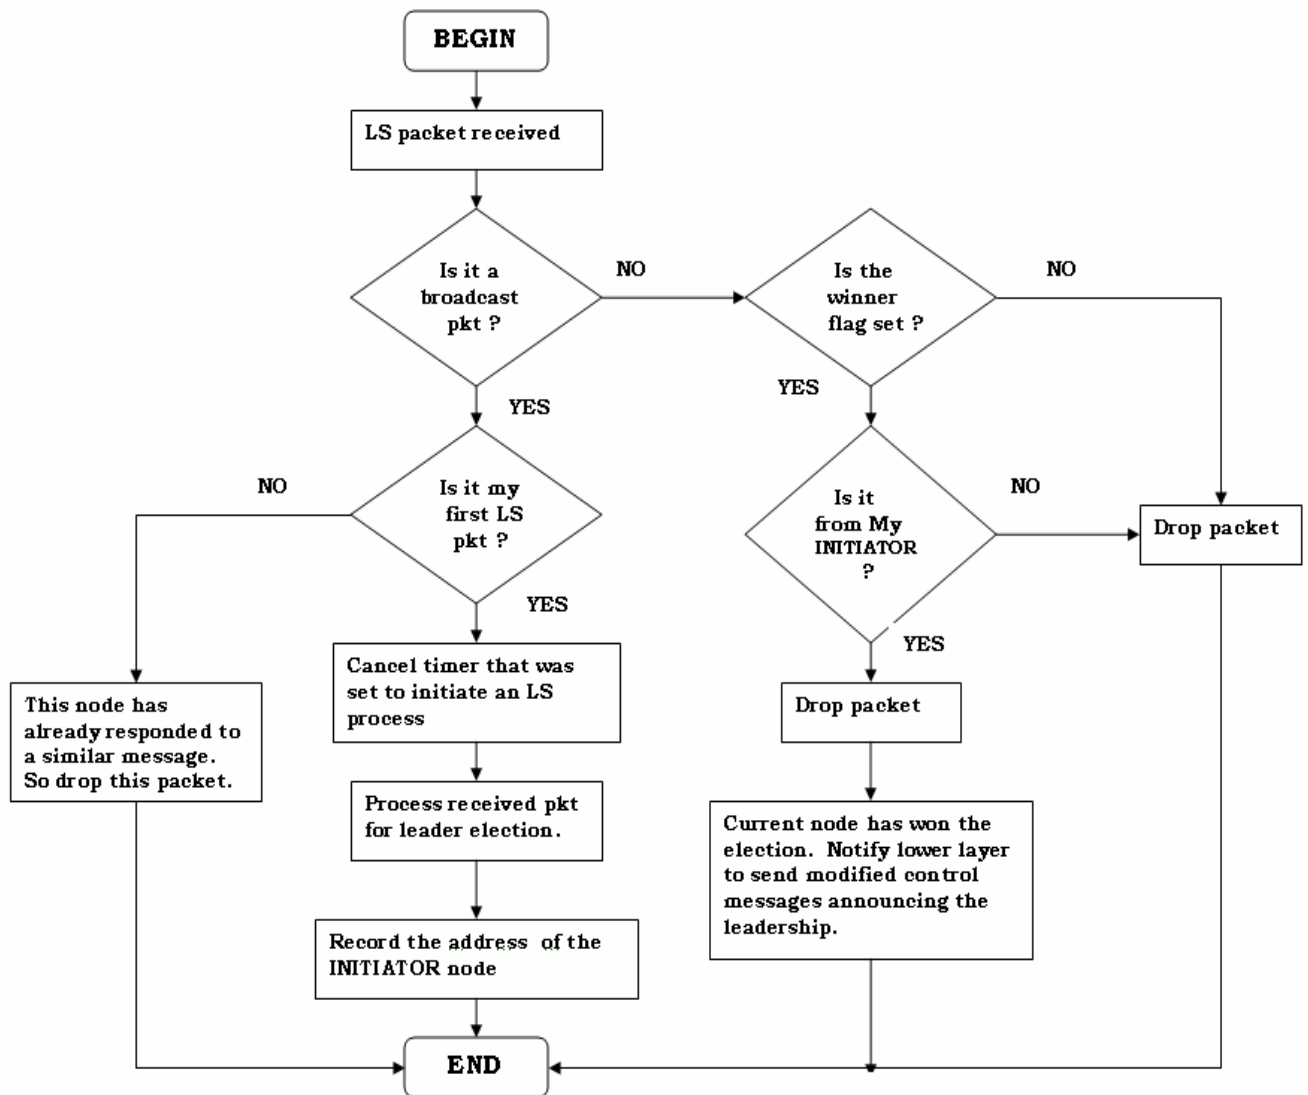 BEGIN
LS packet received
Is it a
broadcast
pkt ?
NO
Is the
winner
flag set ?
NO
YES
YES
NO
Is it my
first LS
pkt ?
Is it
from My
INITIATOR
?
NO
Drop packet
YES
YES
This node has
already responded to
a similar message.
So drop this packet.
Cancel timer that was
set to initiate an LS
process
Drop packet
Process received pkt
for leader election.
Current node has won the
election. Notify lower layer
to send modified control
messages announcing the
leadership.
Record the address of the
INITIATOR node
END